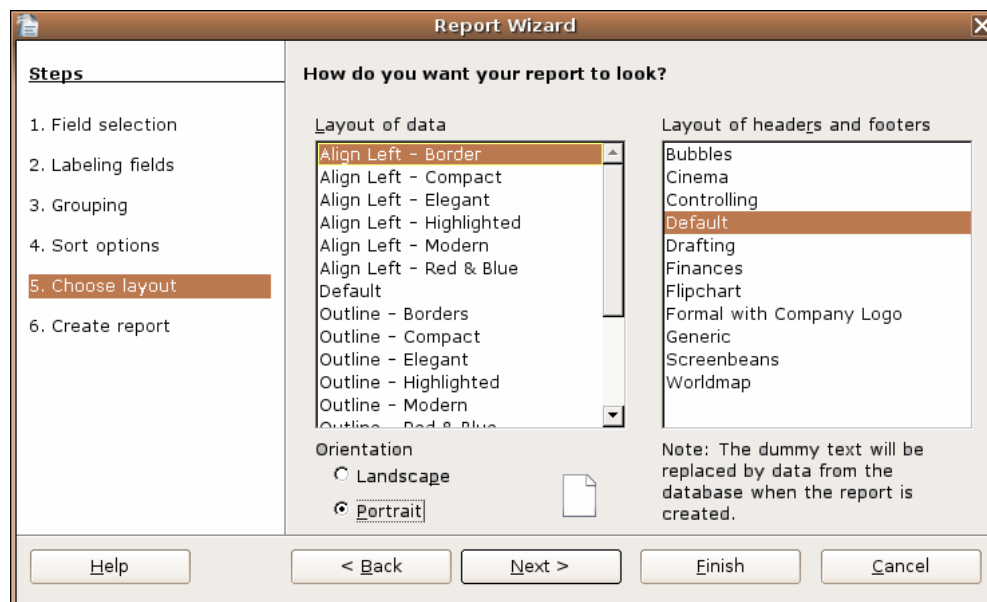 Report Wizard
Steps
1. Field selection
2. Labeling fields
3. Grouping
4. Sort options
5. Choose layout
6. Create report
How do you want your report to look?
Layout of data
Align Left - Border
Align Left - Compact
Align Left - Elegant
Align Left - Highlighted
Align Left - Modern
Align Left - Red & Blue
Default
Outline - Borders
Outline - Compact
Outline - Elegant
Outline - Highlighted
Outline - Modern
Outline - Red & Blue
Layout of headers and footers
Bubbles
Cinema
Controlling
Default
Drafting
Finances
Flipchart
Formal with Company Logo
Generic
Screenbeans
Worldmap
Orientation
Landscape
Portrait
Note: The dummy text will be
replaced by data from the
database when the report is
created.
Help
< Back
Next >
Finish
Cancel